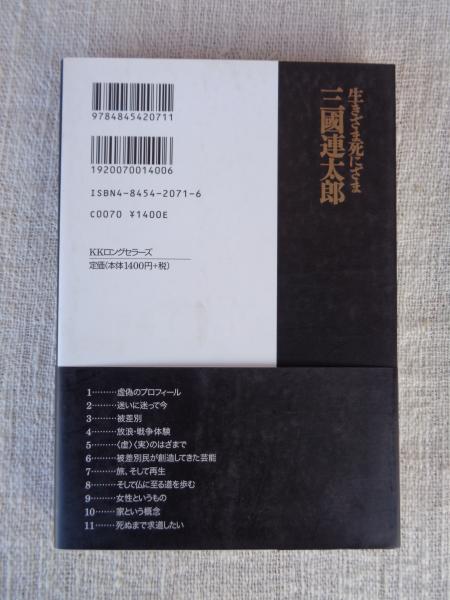 生きざま死にざま
三國連太郎
9784845420711
1920070014006
ISBN4-8454-2071-6
C0070 ¥1400E
KKロングセラーズ
定価(本体1400円+税)
1………虚偽のプロフィール
2………迷いに迷って今
3………被差別
4………放浪・戦争体験
5………〈虚〉〈実〉のはざまで
6………被差別民が創造してきた芸能
7………旅、そして再生
8………そして仏に至る道を歩む
9………女性というもの
10………家という概念
11………死ぬまで求道したい